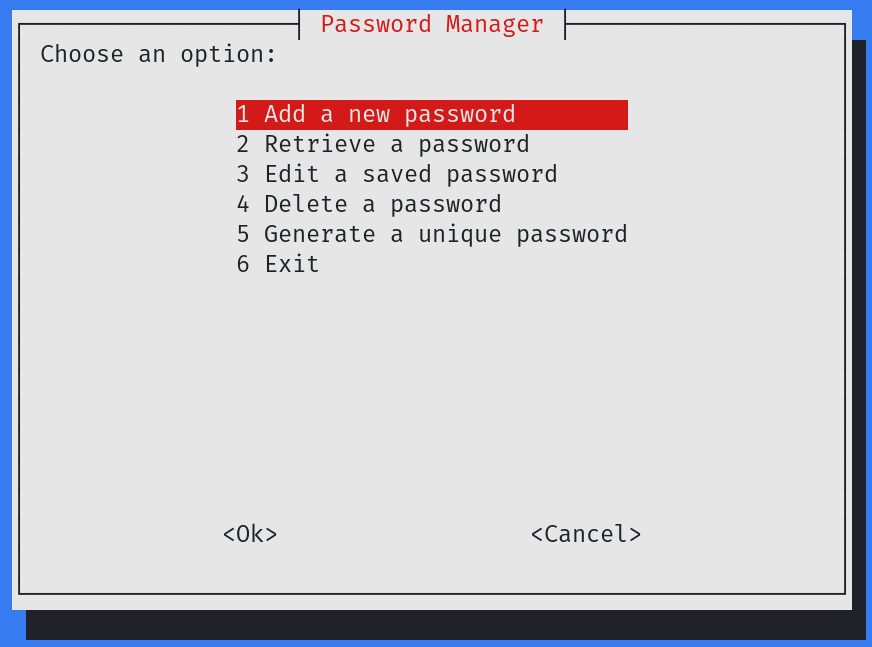 Password Manager
Choose an option:
1 Add a new password
2 Retrieve a password
3 Edit a saved password
4 Delete a password
5 Generate a unique password
6 Exit
<Ok> <Cancel>